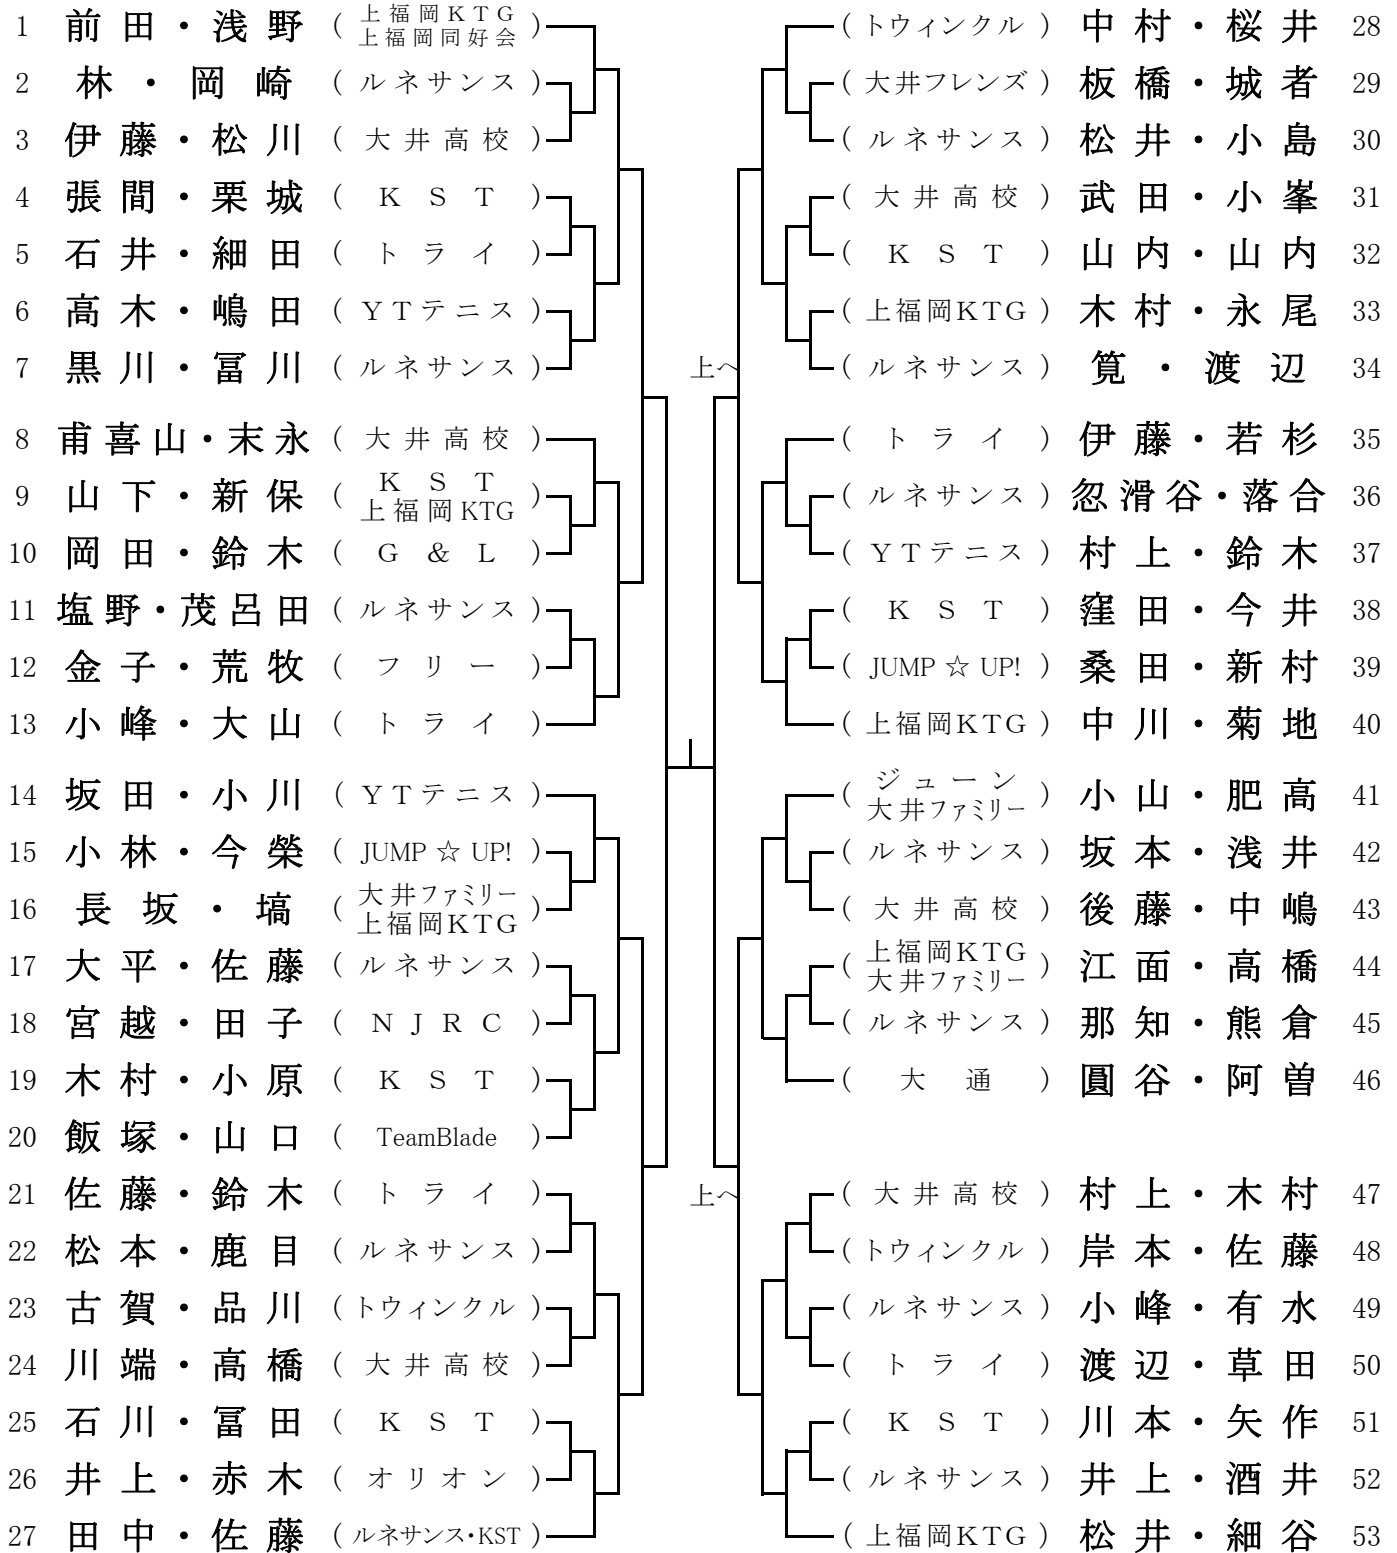 1 前田・浅野 (上福岡KTG 上福岡同好会)
2 林・岡崎 (ルネサンス)
3 伊藤・松川 (大井高校)
4 張間・栗城 (KST)
5 石井・細田 (トライ)
6 高木・嶋田 (YTテニス)
7 黒川・冨川 (ルネサンス)
8 甫喜山・末永 (大井高校)
9 山下・新保 (KST 上福岡KTG)
10 岡田・鈴木 (G&L)
11 塩野・茂呂田 (ルネサンス)
12 金子・荒牧 (フリー)
13 小峰・大山 (トライ)
14 坂田・小川 (YTテニス)
15 小林・今榮 (JUMP☆UP!)
16 長坂・塙 (大井ファミリー 上福岡KTG)
17 大平・佐藤 (ルネサンス)
18 宮越・田子 (NJRC)
19 木村・小原 (KST)
20 飯塚・山口 (TeamBlade)
21 佐藤・鈴木 (トライ)
22 松本・鹿目 (ルネサンス)
23 古賀・品川 (トウィンクル)
24 川端・高橋 (大井高校)
25 石川・冨田 (KST)
26 井上・赤木 (オリオン)
27 田中・佐藤 (ルネサンス・KST)
上へ
上へ
(トウィンクル) 中村・桜井 28
(大井フレンズ) 板橋・城者 29
(ルネサンス) 松井・小島 30
(大井高校) 武田・小峯 31
(KST) 山内・山内 32
(上福岡KTG) 木村・永尾 33
(ルネサンス) 筧・渡辺 34
(トライ) 伊藤・若杉 35
(ルネサンス) 忽滑谷・落合 36
(YTテニス) 村上・鈴木 37
(KST) 窪田・今井 38
(JUMP☆UP!) 桑田・新村 39
(上福岡KTG) 中川・菊地 40
(ジューン 大井ファミリー) 小山・肥高 41
(ルネサンス) 坂本・浅井 42
(大井高校) 後藤・中嶋 43
(上福岡KTG 大井ファミリー) 江面・高橋 44
(ルネサンス) 那知・熊倉 45
(大通) 圓谷・阿曽 46
(大井高校) 村上・木村 47
(トウィンクル) 岸本・佐藤 48
(ルネサンス) 小峰・有水 49
(トライ) 渡辺・草田 50
(KST) 川本・矢作 51
(ルネサンス) 井上・酒井 52
(上福岡KTG) 松井・細谷 53